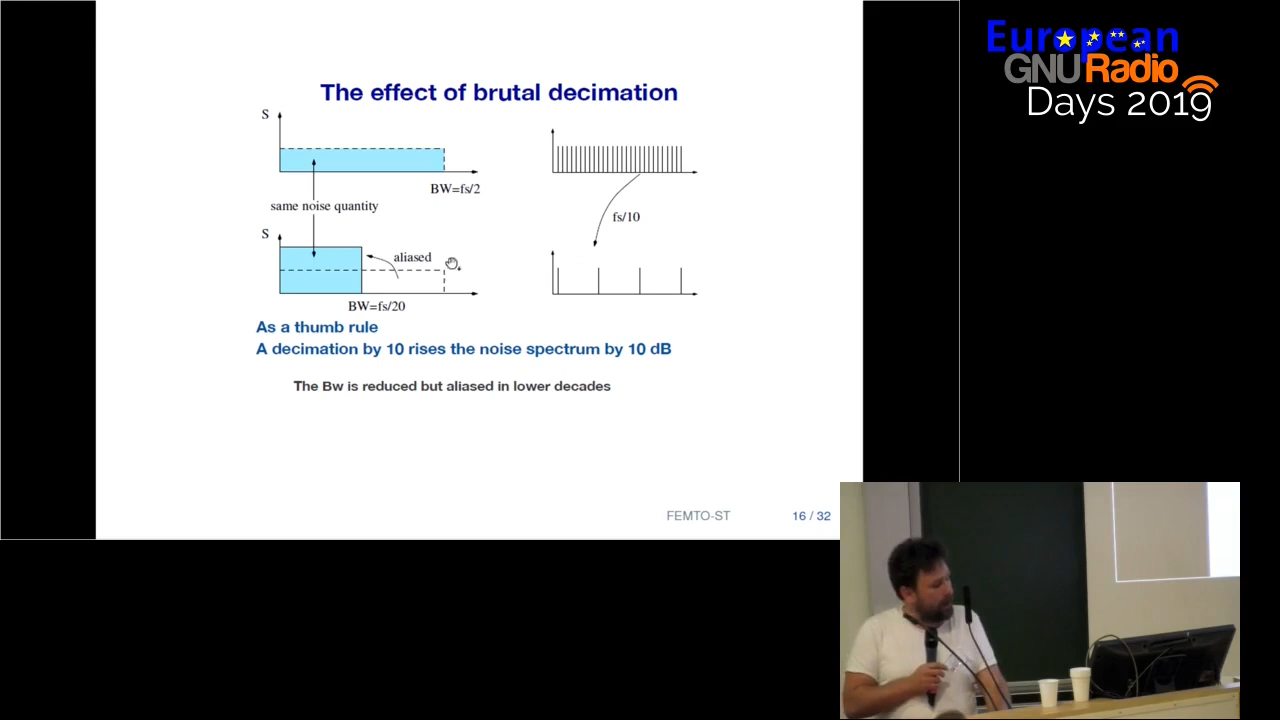 The effect of brutal decimation
S
BW=fs/2
same noise quantity
fs/10
S
aliased
BW=fs/20
As a thumb rule
A decimation by 10 rises the noise spectrum by 10 dB
The Bw is reduced but aliased in lower decades
FEMTO-ST
16 / 32
European
GNURadio
Days 2019